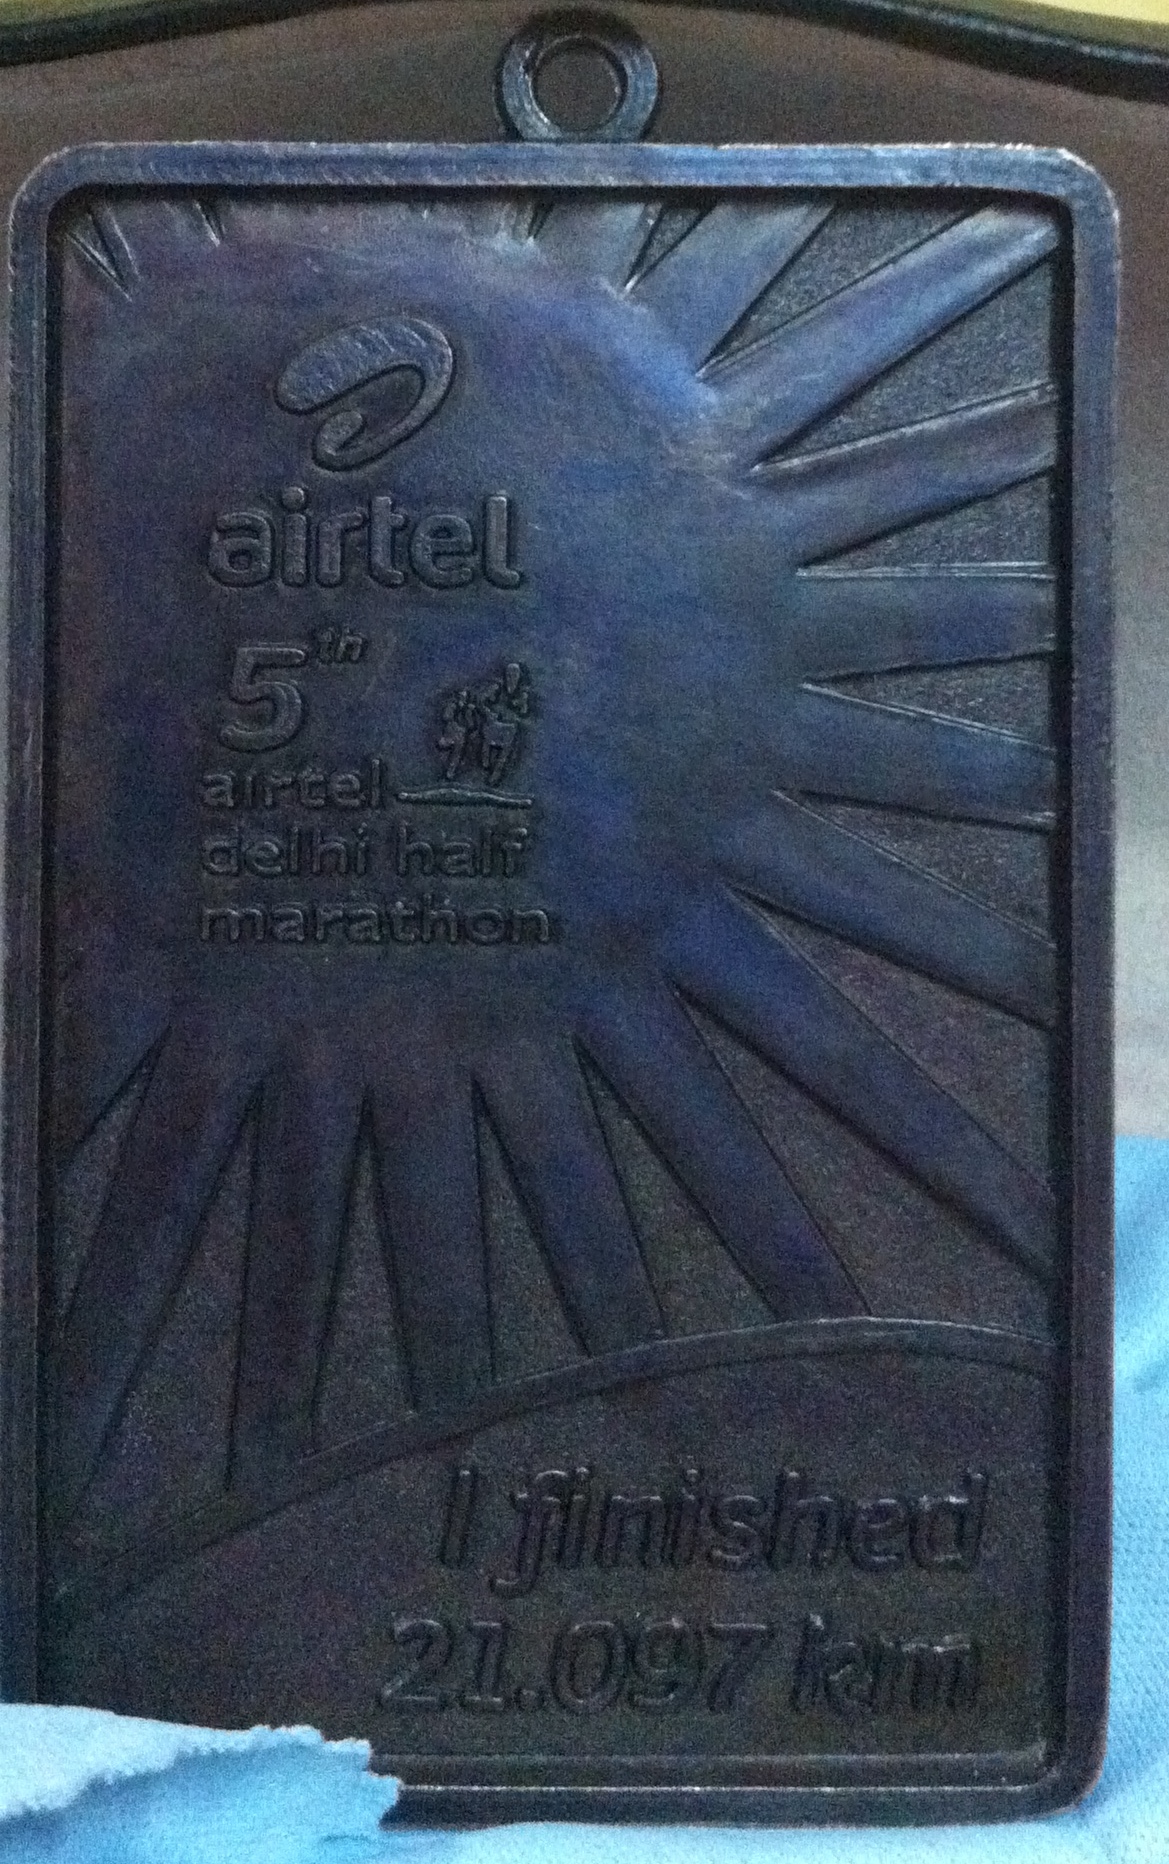 airtel
5th
airtel
delhi half
marathon
I finished
21.097 km